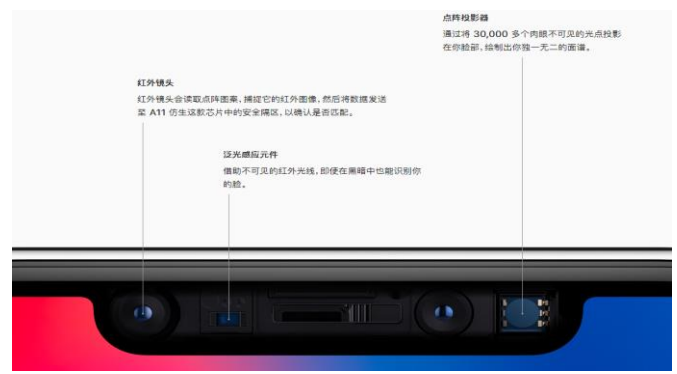 点阵投影器
通过将 30,000 多个肉眼不可见的光点投影
在你脸部，绘制出你独一无二的面谱。
红外镜头
红外镜头会读取点阵图案，捕捉它的红外图像，然后将数据发送
至 A11 仿生这款芯片中的安全隔区，以确认是否匹配。
泛光感应元件
借助不可见的红外光线，即使在黑暗中也能识别你
的脸。